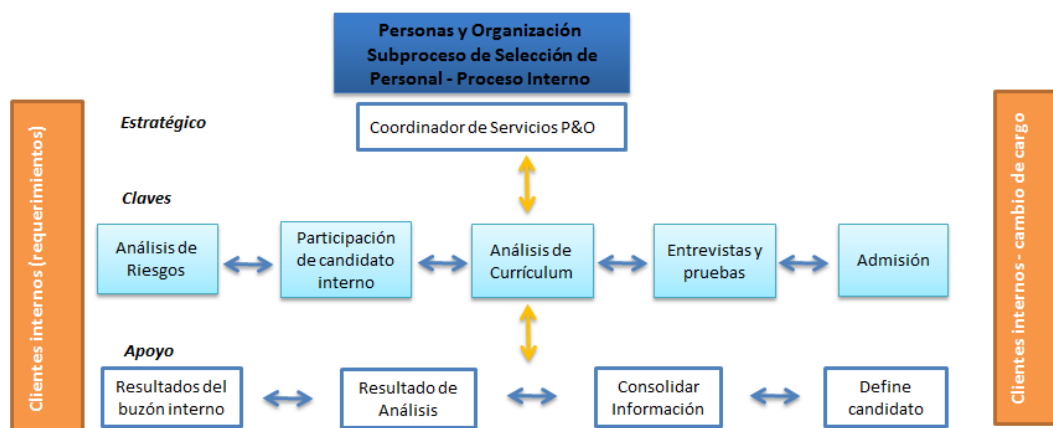 Personas y Organización
Subproceso de Selección de
Personal - Proceso Interno
Estratégico
Coordinador de Servicios P&O
Clientes internos (requerimientos)
Clientes internos - cambio de cargo
Claves
Análisis de
Riesgos
Participación
de candidato
interno
Análisis de
Currículum
Entrevistas y
pruebas
Admisión
Apoyo
Resultados del
buzón interno
Resultado de
Análisis
Consolidar
Información
Define
candidato